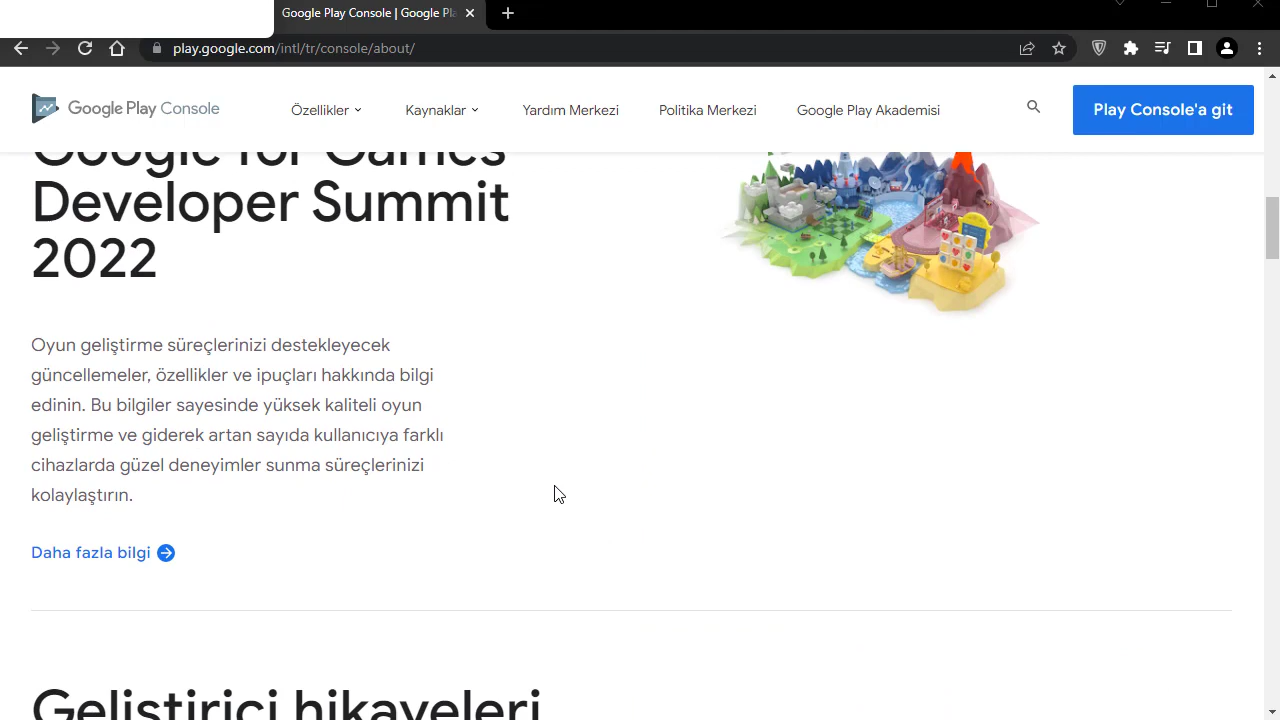 Google Play Console | Google Pla
play.google.com/intl/tr/console/about/
Google Play Console
Özellikler
Kaynaklar
Yardım Merkezi
Politika Merkezi
Google Play Akademisi
Play Console'a git
Google for Games
Developer Summit
2022
Oyun geliştirme süreçlerinizi destekleyecek
güncellemeler, özellikler ve ipuçları hakkında bilgi
edinin. Bu bilgiler sayesinde yüksek kaliteli oyun
geliştirme ve giderek artan sayıda kullanıcıya farklı
cihazlarda güzel deneyimler sunma süreçlerinizi
kolaylaştırın.
Daha fazla bilgi
Geliştirici hikayeleri